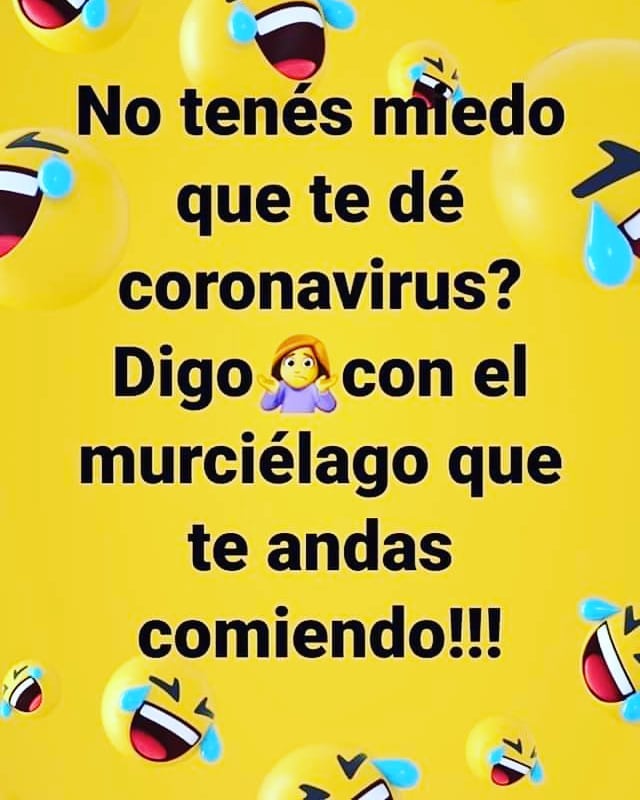 No tenés miedo
que te dé
coronavirus?
Digo🤷‍♀️con el
murciélago que
te andas
comiendo!!!